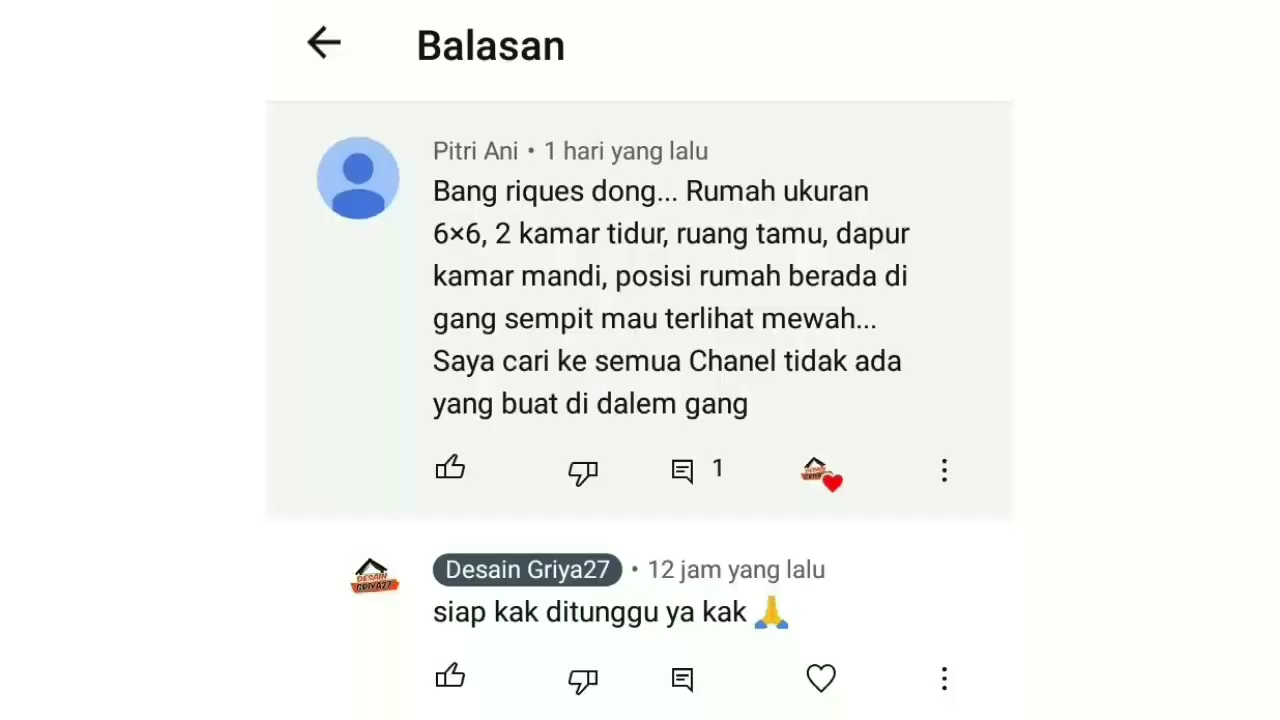 Balasan
Pitri Ani • 1 hari yang lalu
Bang riques dong... Rumah ukuran
6×6, 2 kamar tidur, ruang tamu, dapur
kamar mandi, posisi rumah berada di
gang sempit mau terlihat mewah...
Saya cari ke semua Chanel tidak ada
yang buat di dalem gang
1
DESAIN
GRIYA27
Desain Griya27 • 12 jam yang lalu
siap kak ditunggu ya kak 🙏